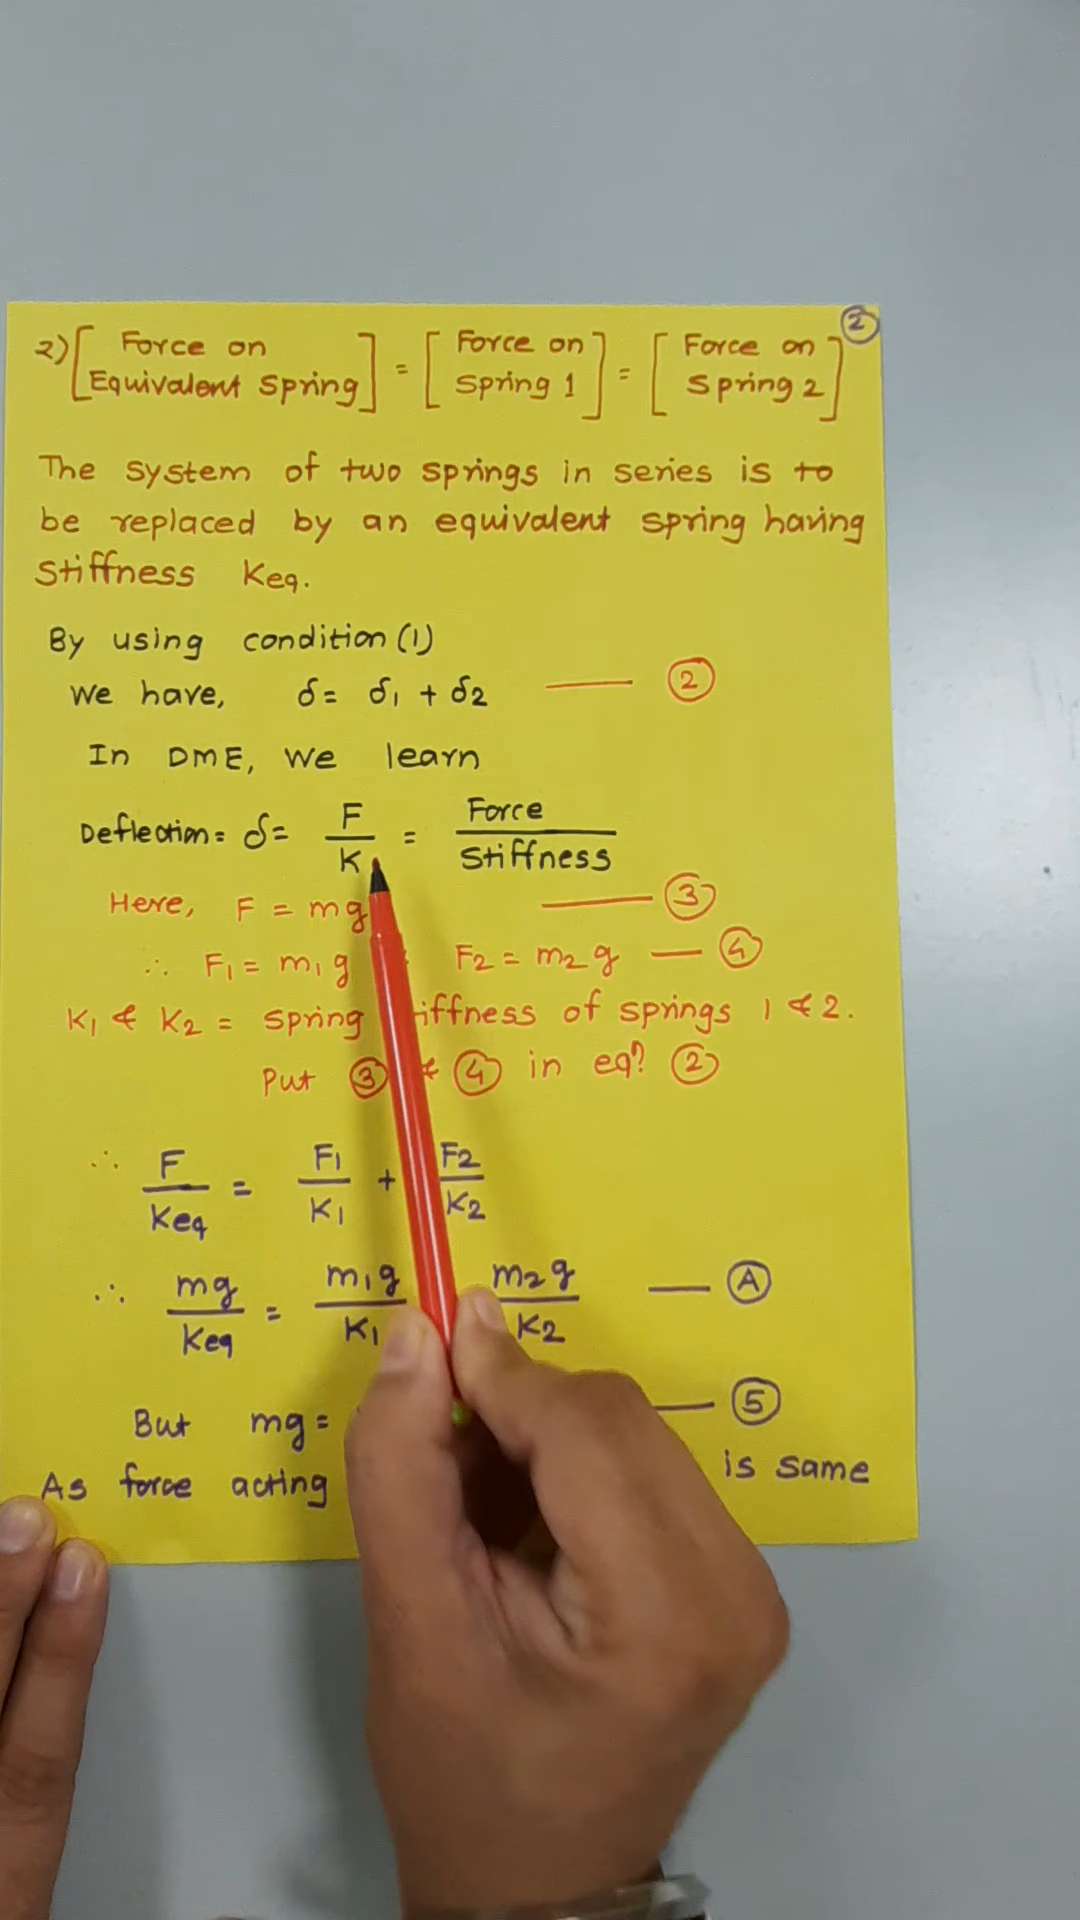 ②
2) [Force on Equivalent Spring] = [Force on Spring 1] = [Force on Spring 2]
The system of two springs in series is to
be replaced by an equivalent spring having
Stiffness Keq.
By using condition (1)
We have, δ = δ1 + δ2 —— ②
In DME, we learn
Deflection = δ = F/K = Force/Stiffness
Here, F = mg —— ③
∴ F1 = m1g F2 = m2g — ④
K1 & K2 = spring iffness of springs 1 & 2.
Put ③ & ④ in eqn ②
∴ F/Keq = F1/K1 + F2/K2
∴ mg/Keq = m1g/K1 m2g/K2 — Ⓐ
But mg = — ⑤
As force acting is same